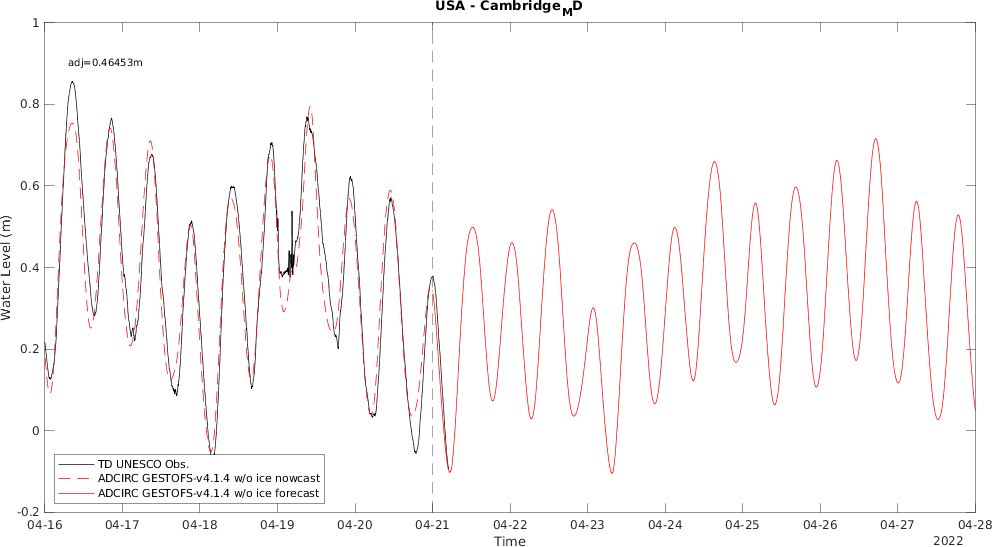 USA - Cambridge_MD
1
adj=0.46453m
0.8
0.6
0.4
0.2
0
-0.2
Water Level (m)
TD UNESCO Obs.
ADCIRC GESTOFS-v4.1.4 w/o ice nowcast
ADCIRC GESTOFS-v4.1.4 w/o ice forecast
04-16 04-17 04-18 04-19 04-20 04-21 04-22 04-23 04-24 04-25 04-26 04-27 04-28
Time
2022